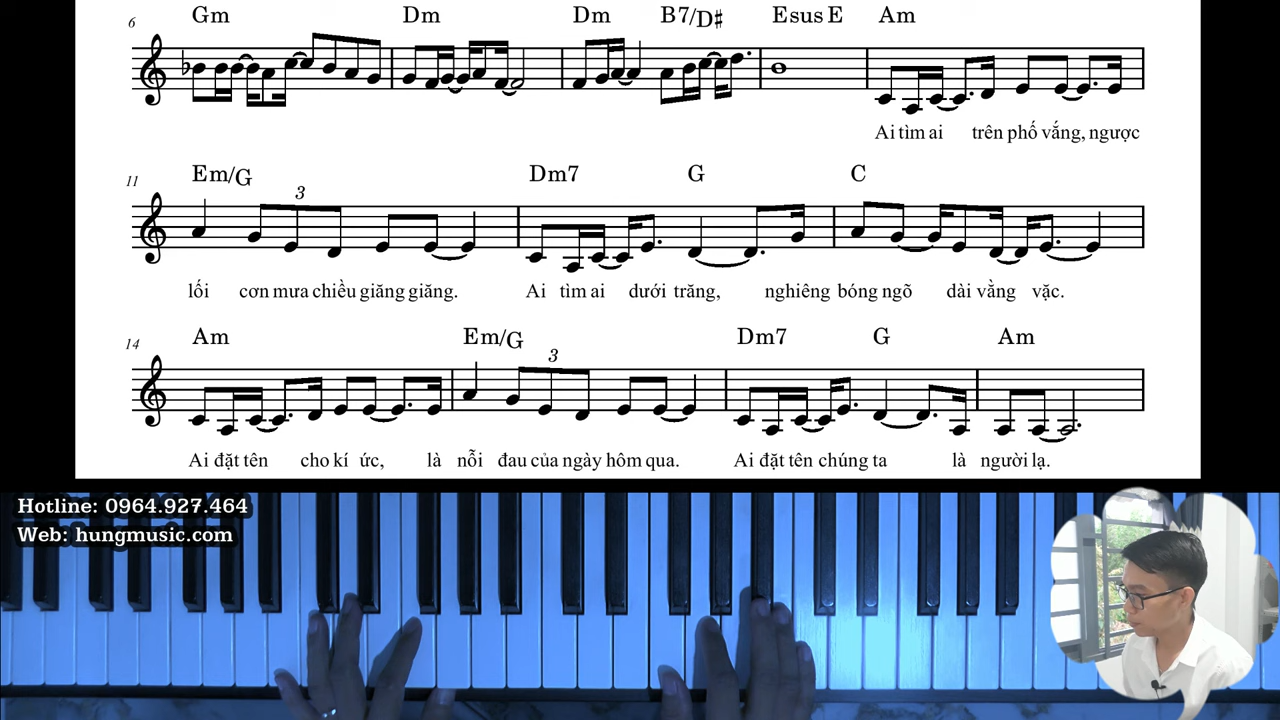 6 Gm Dm Dm B7/D♯ Esus E Am
Ai tìm ai trên phố vắng, ngược
11 Em/G Dm7 G C
3
lối cơn mưa chiều giăng giăng. Ai tìm ai dưới trăng, nghiêng bóng ngõ dài vằng vặc.
14 Am Em/G Dm7 G Am
3
Ai đặt tên cho kí ức, là nỗi đau của ngày hôm qua. Ai đặt tên chúng ta là người lạ.
Hotline: 0964.927.464
Web: hungmusic.com